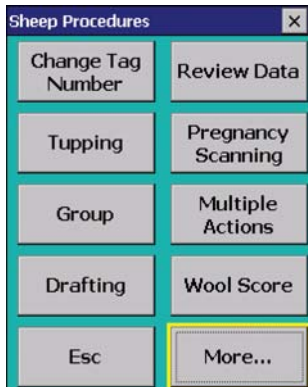 Sheep Procedures
Change Tag
Number
Review Data
Tupping
Pregnancy
Scanning
Group
Multiple
Actions
Drafting
Wool Score
Esc
More...